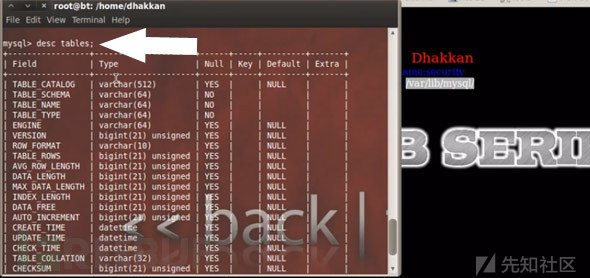 root@bt: /home/dhakkan
File Edit View Terminal Help
mysql> desc tables;
| Field | Type | Null | Key | Default | Extra |
| TABLE_CATALOG | varchar(512) | YES | | NULL | |
| TABLE_SCHEMA | varchar(64) | NO | | | |
| TABLE_NAME | varchar(64) | NO | | | |
| TABLE_TYPE | varchar(64) | NO | | | |
| ENGINE | varchar(64) | YES | | NULL | |
| VERSION | bigint(21) unsigned | YES | | NULL | |
| ROW_FORMAT | varchar(10) | YES | | NULL | |
| TABLE_ROWS | bigint(21) unsigned | YES | | NULL | |
| AVG_ROW_LENGTH | bigint(21) unsigned | YES | | NULL | |
| DATA_LENGTH | bigint(21) unsigned | YES | | NULL | |
| MAX_DATA_LENGTH | bigint(21) unsigned | YES | | NULL | |
| INDEX_LENGTH | bigint(21) unsigned | YES | | NULL | |
| DATA_FREE | bigint(21) unsigned | YES | | NULL | |
| AUTO_INCREMENT | bigint(21) unsigned | YES | | NULL | |
| CREATE_TIME | datetime | YES | | NULL | |
| UPDATE_TIME | datetime | YES | | NULL | |
| CHECK_TIME | datetime | YES | | NULL | |
| TABLE_COLLATION | varchar(32) | YES | | NULL | |
| CHECKSUM | bigint(21) unsigned | YES | | NULL | |
<< back |
Dhakkan
/var/lib/mysql/
B SERIE
先知社区